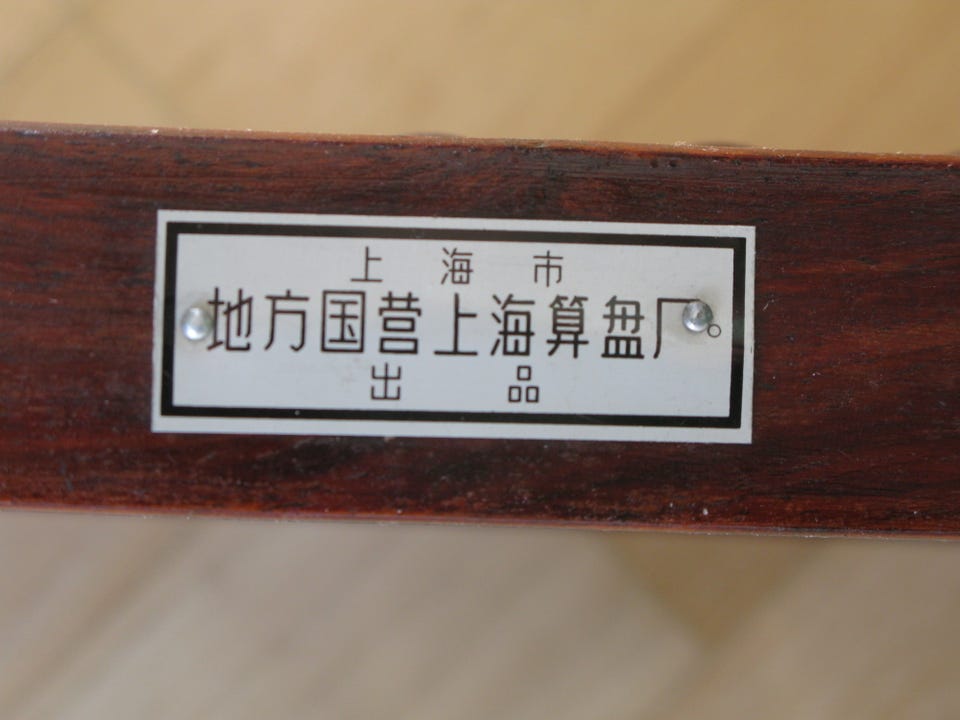 上海市
地方国营上海算盘厂。
出品